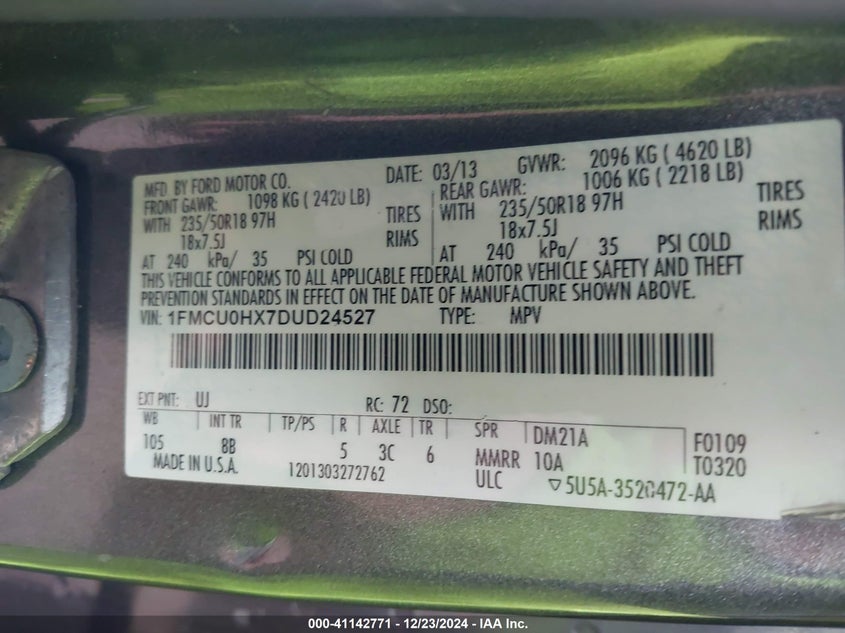 MFD. BY FORD MOTOR CO. DATE: 03/13 GVWR: 2096 KG ( 4620 LB)
FRONT GAWR: 1098 KG ( 2420 LB) REAR GAWR: 1006 KG ( 2218 LB)
WITH 235/50R18 97H TIRES WITH 235/50R18 97H TIRES
18x7.5J RIMS 18x7.5J RIMS
AT 240 kPa/ 35 PSI COLD AT 240 kPa/ 35 PSI COLD
THIS VEHICLE CONFORMS TO ALL APPLICABLE FEDERAL MOTOR VEHICLE SAFETY AND THEFT
PREVENTION STANDARDS IN EFFECT ON THE DATE OF MANUFACTURE SHOWN ABOVE.
VIN: 1FMCU0HX7DUD24527 TYPE: MPV
EXT PNT: UJ RC: 72 DSO:
WB INT TR TP/PS R AXLE TR SPR DM21A F0109
105 8B 5 3C 6 MMRR 10A T0320
MADE IN U.S.A. 1201303272762 ULC ▽5U5A-3520472-AA
000-41142771 - 12/23/2024 - IAA Inc.